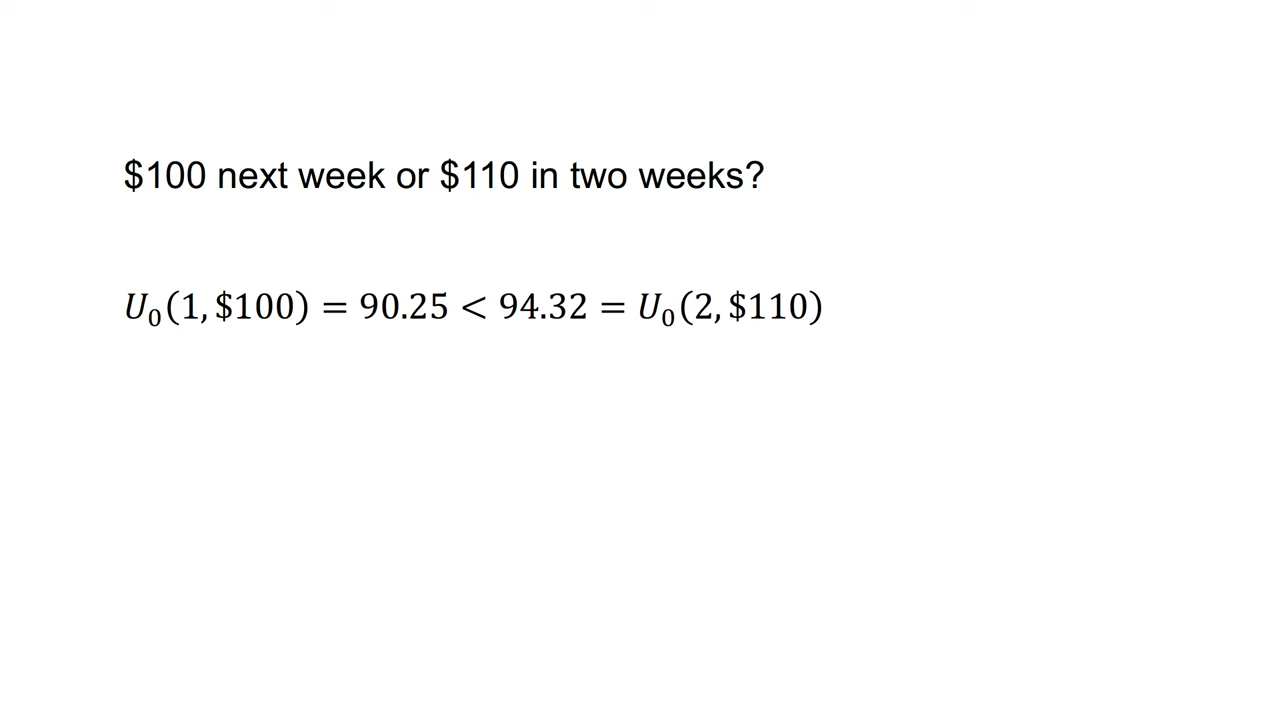 $100 next week or $110 in two weeks?
𝑈₀(1, $100) = 90.25 < 94.32 = 𝑈₀(2, $110)